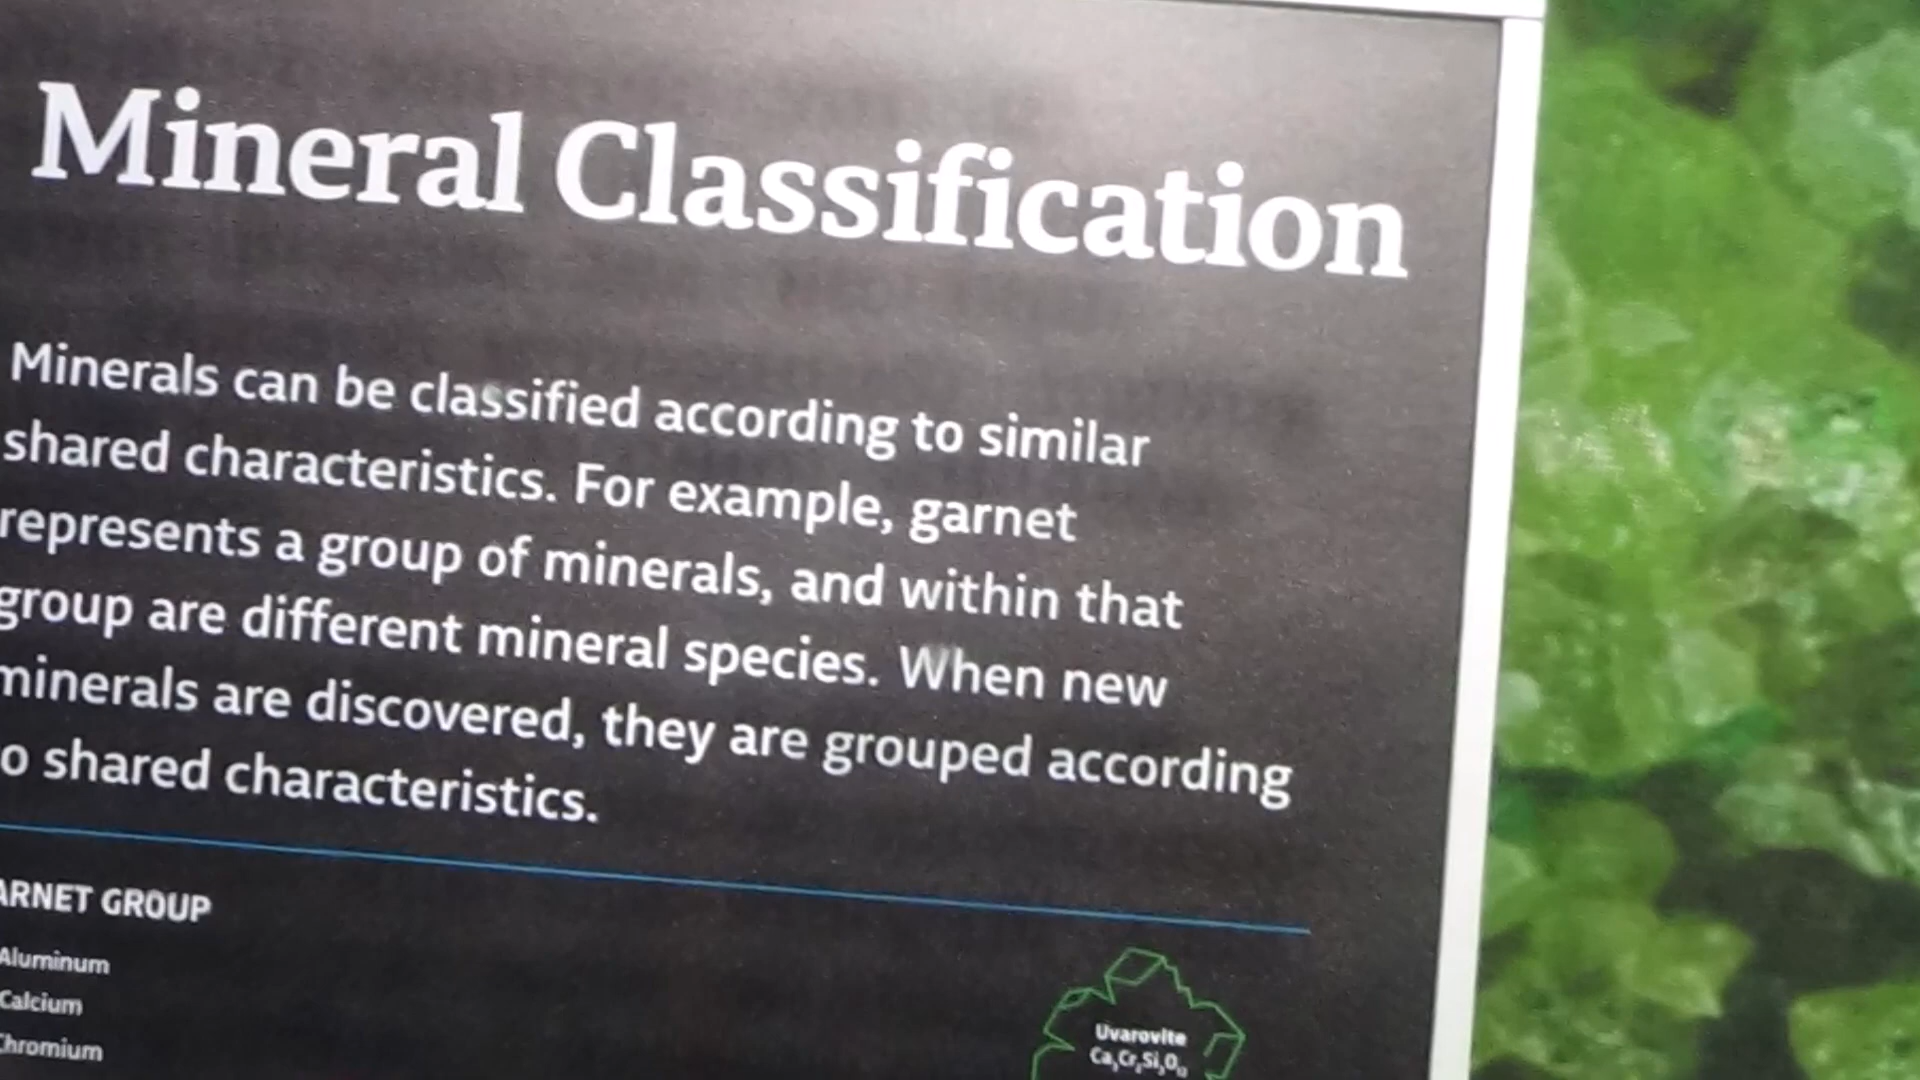 Mineral Classification
Minerals can be classified according to similar
shared characteristics. For example, garnet
represents a group of minerals, and within that
group are different mineral species. When new
minerals are discovered, they are grouped according
o shared characteristics.
ARNET GROUP
Aluminum
Calcium
Chromium
Uvarovite
Ca₃Cr₂Si₃O₁₂